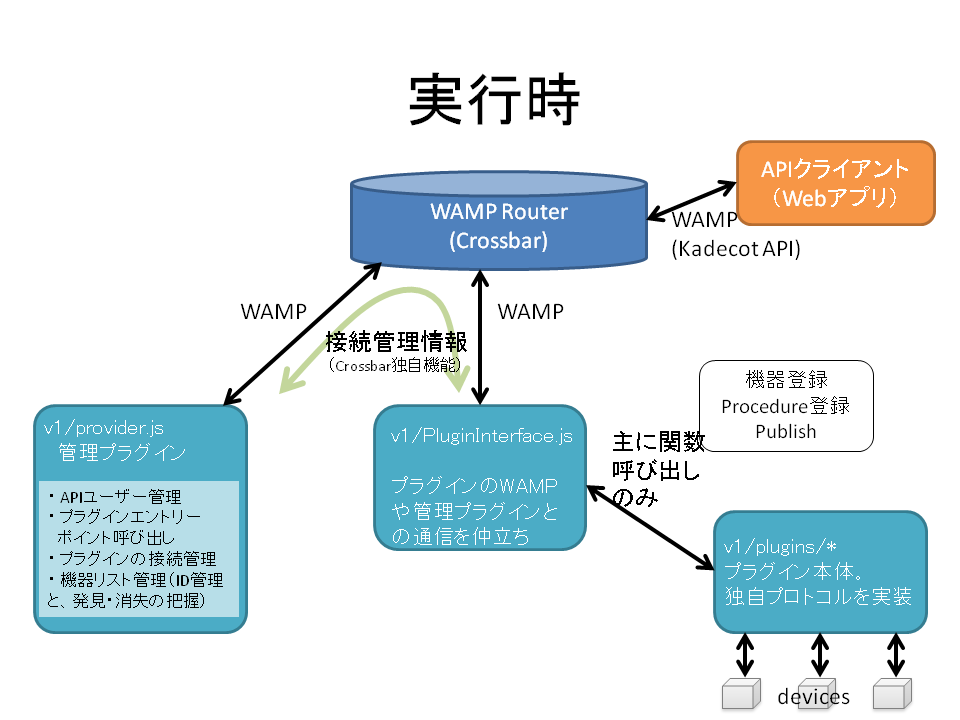 実行時
APIクライアント
（Webアプリ）
WAMP Router
(Crossbar)
WAMP
(Kadecot API)
WAMP
WAMP
接続管理情報
（Crossbar独自機能）
機器登録
Procedure登録
Publish
v1/provider.js
管理プラグイン
・APIユーザー管理
・プラグインエントリー
ポイント呼び出し
・プラグインの接続管理
・機器リスト管理（ID管理
と、発見・消失の把握）
v1/PluginInterface.js
プラグインのWAMP
や管理プラグインと
の通信を仲立ち
主に関数
呼び出し
のみ
v1/plugins/*
プラグイン本体。
独自プロトコルを実装
devices